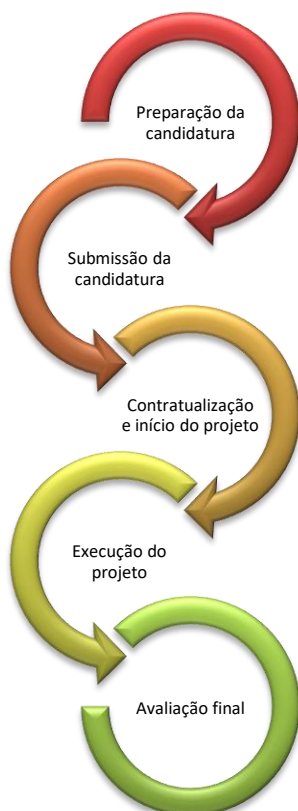 Preparação da
candidatura
Submissão da
candidatura
Contratualização
e início do projeto
Execução do
projeto
Avaliação final